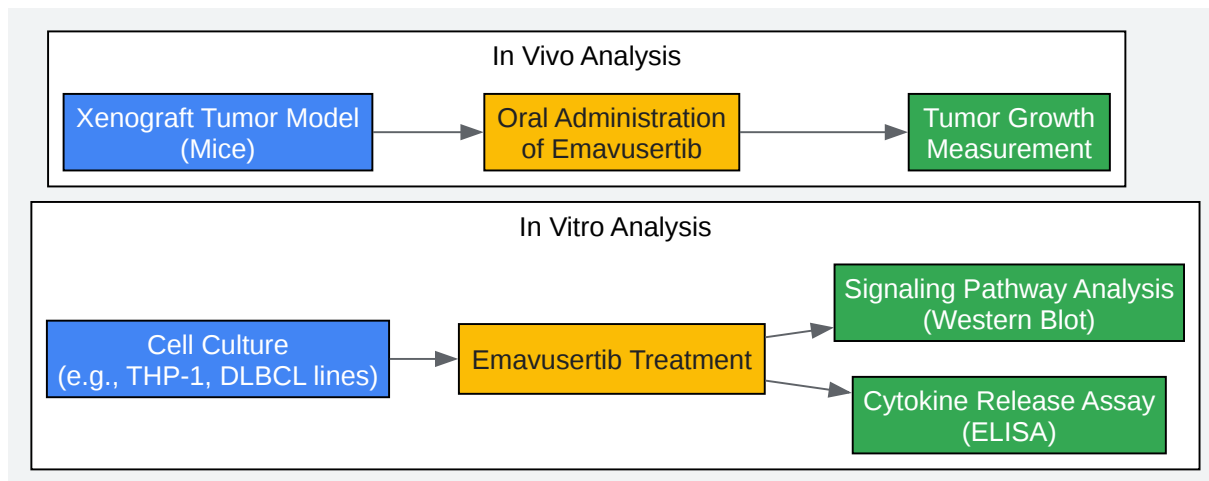 In Vivo Analysis
Xenograft Tumor Model
(Mice)
Oral Administration
of Emavusertib
Tumor Growth
Measurement
In Vitro Analysis
Cell Culture
(e.g., THP-1, DLBCL lines)
Emavusertib Treatment
Signaling Pathway Analysis
(Western Blot)
Cytokine Release Assay
(ELISA)